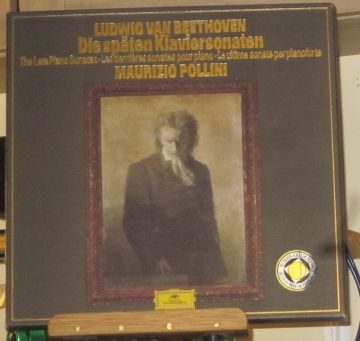 LUDWIG VAN BEETHOVEN
Die späten Klaviersonaten
The Late Piano Sonatas · Les dernières sonates pour piano · Le ultime sonate per pianoforte
MAURIZIO POLLINI